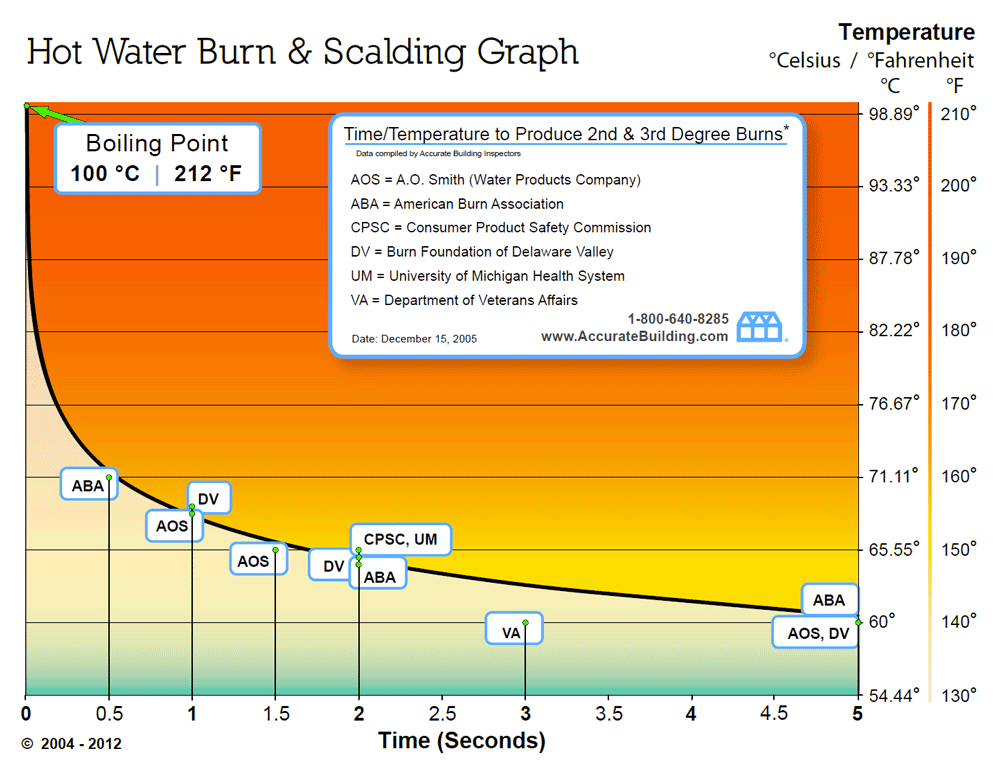 Hot Water Burn & Scalding Graph
Temperature
°Celsius / °Fahrenheit
°C °F
Boiling Point
100 °C | 212 °F
Time/Temperature to Produce 2nd & 3rd Degree Burns*
Data compiled by Accurate Building Inspectors
AOS = A.O. Smith (Water Products Company)
ABA = American Burn Association
CPSC = Consumer Product Safety Commission
DV = Burn Foundation of Delaware Valley
UM = University of Michigan Health System
VA = Department of Veterans Affairs
1-800-640-8285
www.AccurateBuilding.com
Date: December 15, 2005
98.89° 210°
93.33° 200°
87.78° 190°
82.22° 180°
76.67° 170°
71.11° 160°
65.55° 150°
60° 140°
54.44° 130°
ABA
DV
AOS
AOS
CPSC, UM
DV
ABA
VA
ABA
AOS, DV
0 0.5 1 1.5 2 2.5 3 3.5 4 4.5 5
Time (Seconds)
© 2004 - 2012